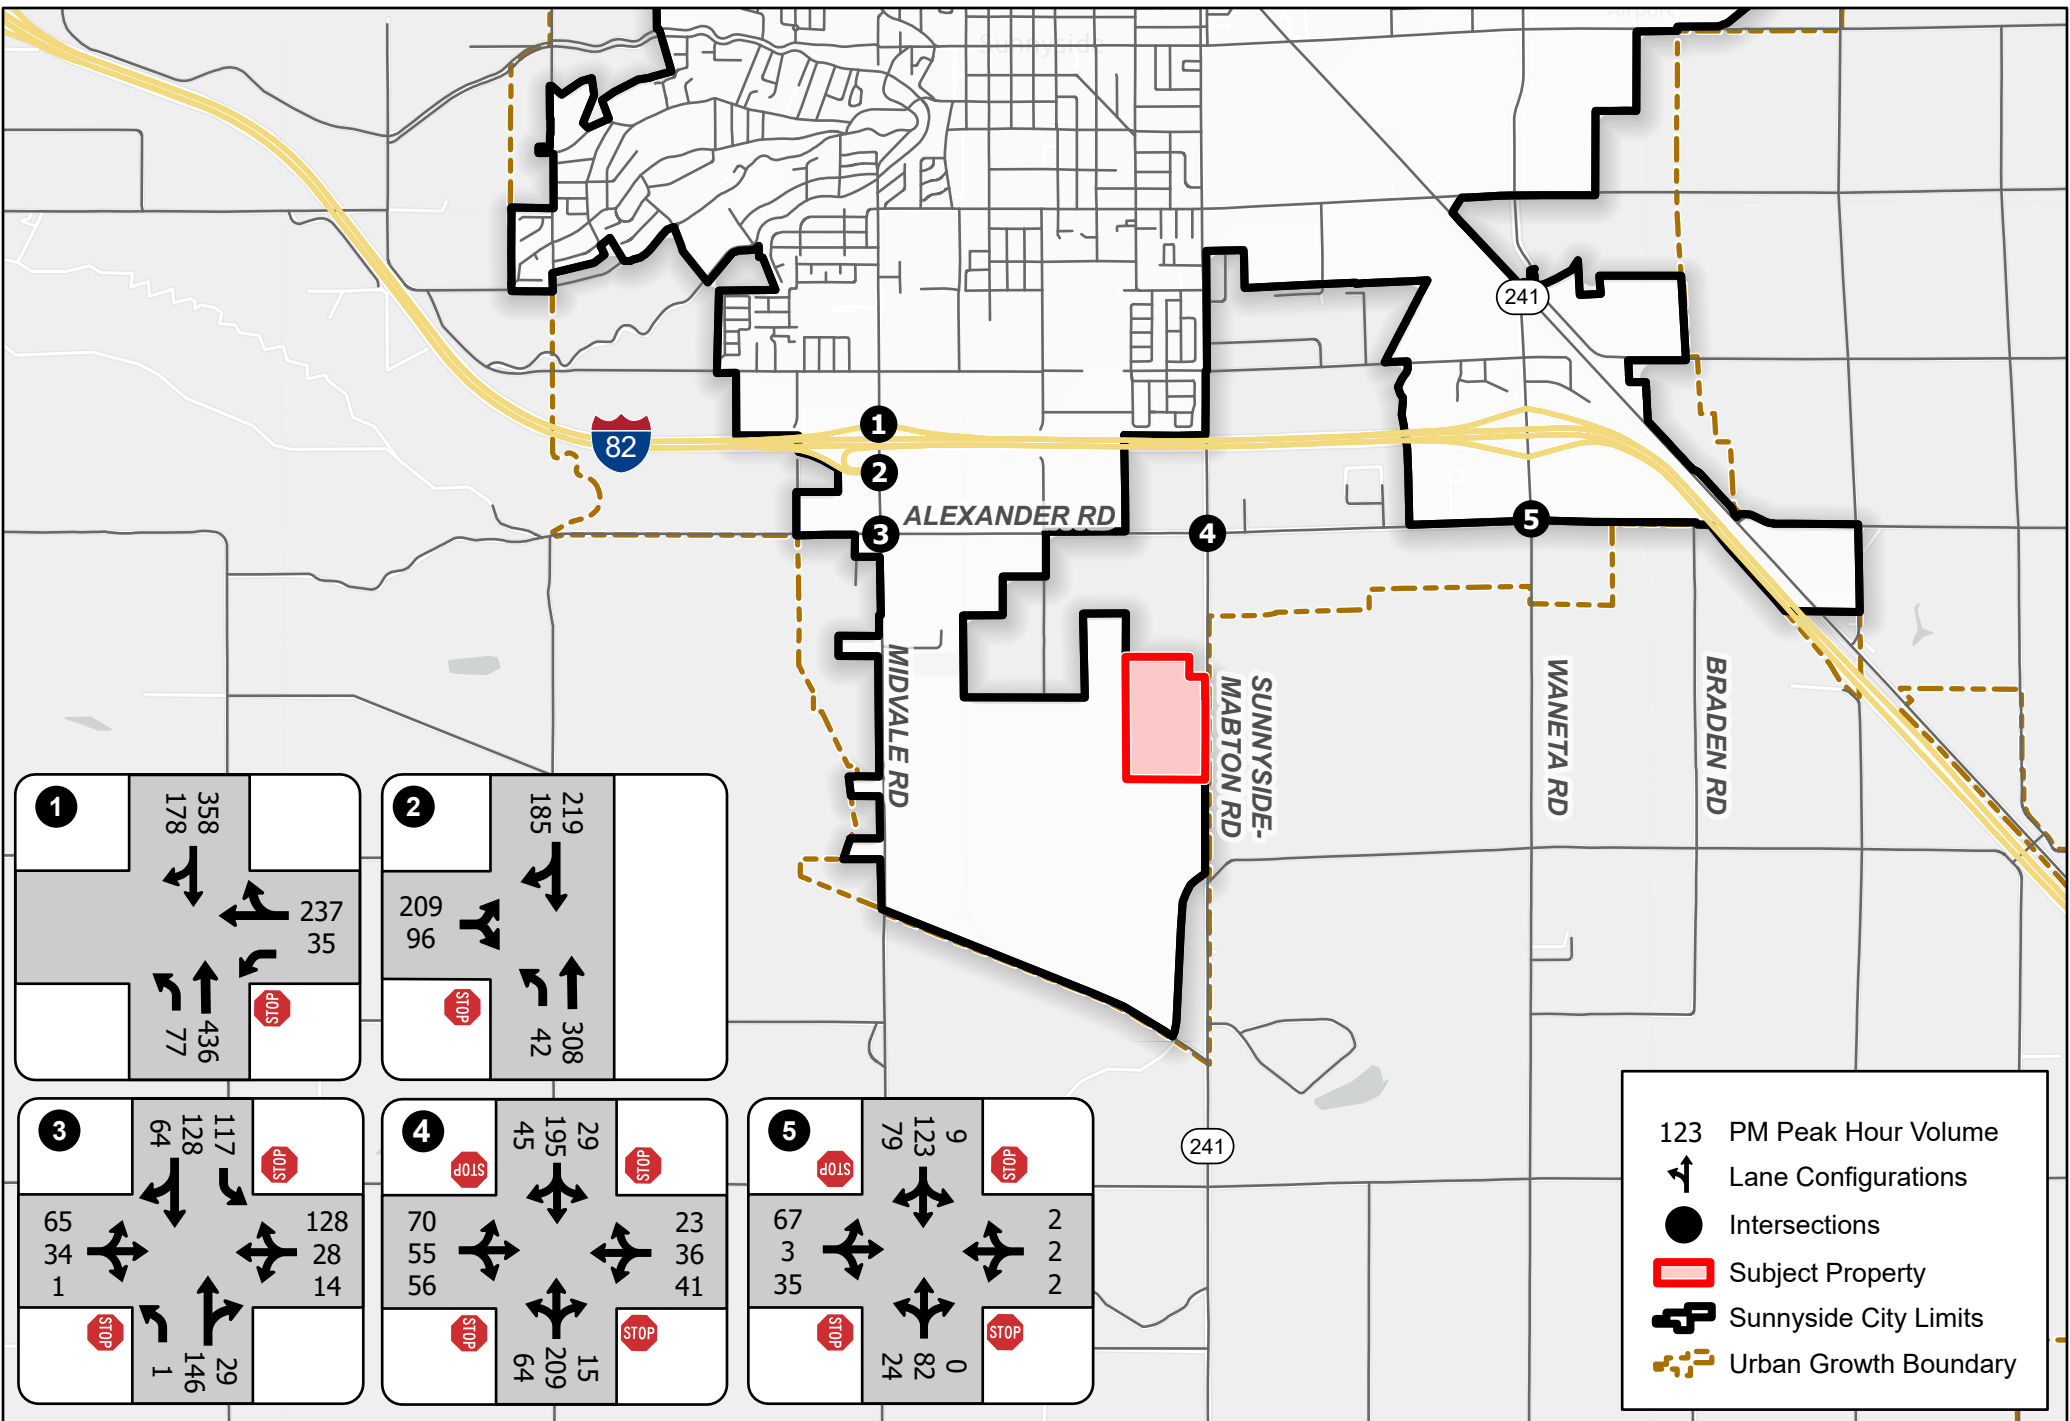 Sunnyside
Airport
241
82
1
2
ALEXANDER RD
3
4
5
MIDVALE RD
SUNNYSIDE-
MABTON RD
WANETA RD
BRADEN RD
241
1
178
358
237
35
77
436
STOP
2
185
219
209
96
42
308
STOP
3
64
128
117
STOP
65
34
1
128
28
14
STOP
1
146
29
4
45
195
29
STOP
STOP
70
55
56
23
36
41
STOP
STOP
64
209
15
5
79
123
9
STOP
STOP
67
3
35
2
2
2
STOP
STOP
24
82
0
123 PM Peak Hour Volume
Lane Configurations
Intersections
Subject Property
Sunnyside City Limits
Urban Growth Boundary